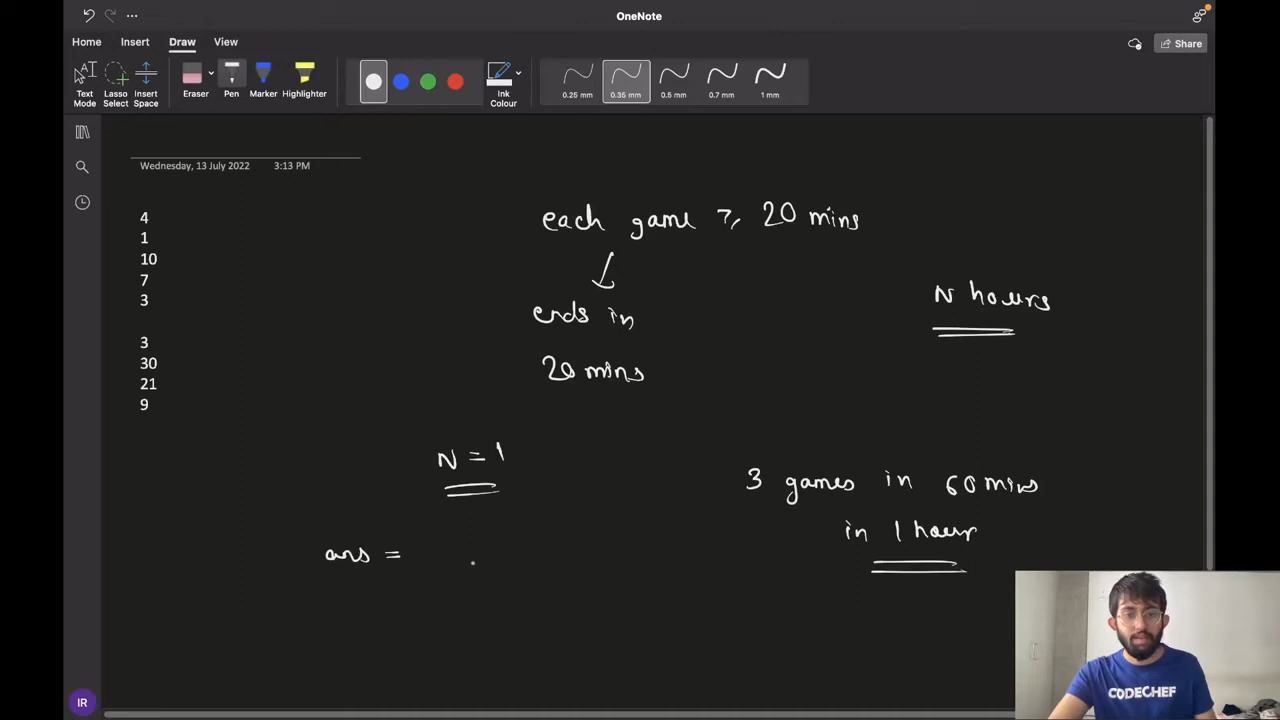 OneNote
Home Insert Draw View
Share
Text Mode
Lasso Select
Insert Space
Eraser
Pen
Marker
Highlighter
Ink Colour
0.25 mm
0.35 mm
0.5 mm
0.7 mm
1 mm
Wednesday, 13 July 2022 3:13 PM
4
1
10
7
3
3
30
21
9
each game ⩾ 20 mins
ends in
20 mins
N hours
N = 1
3 games in 60 mins
in 1 hour
ans =
IR
CODECHEF